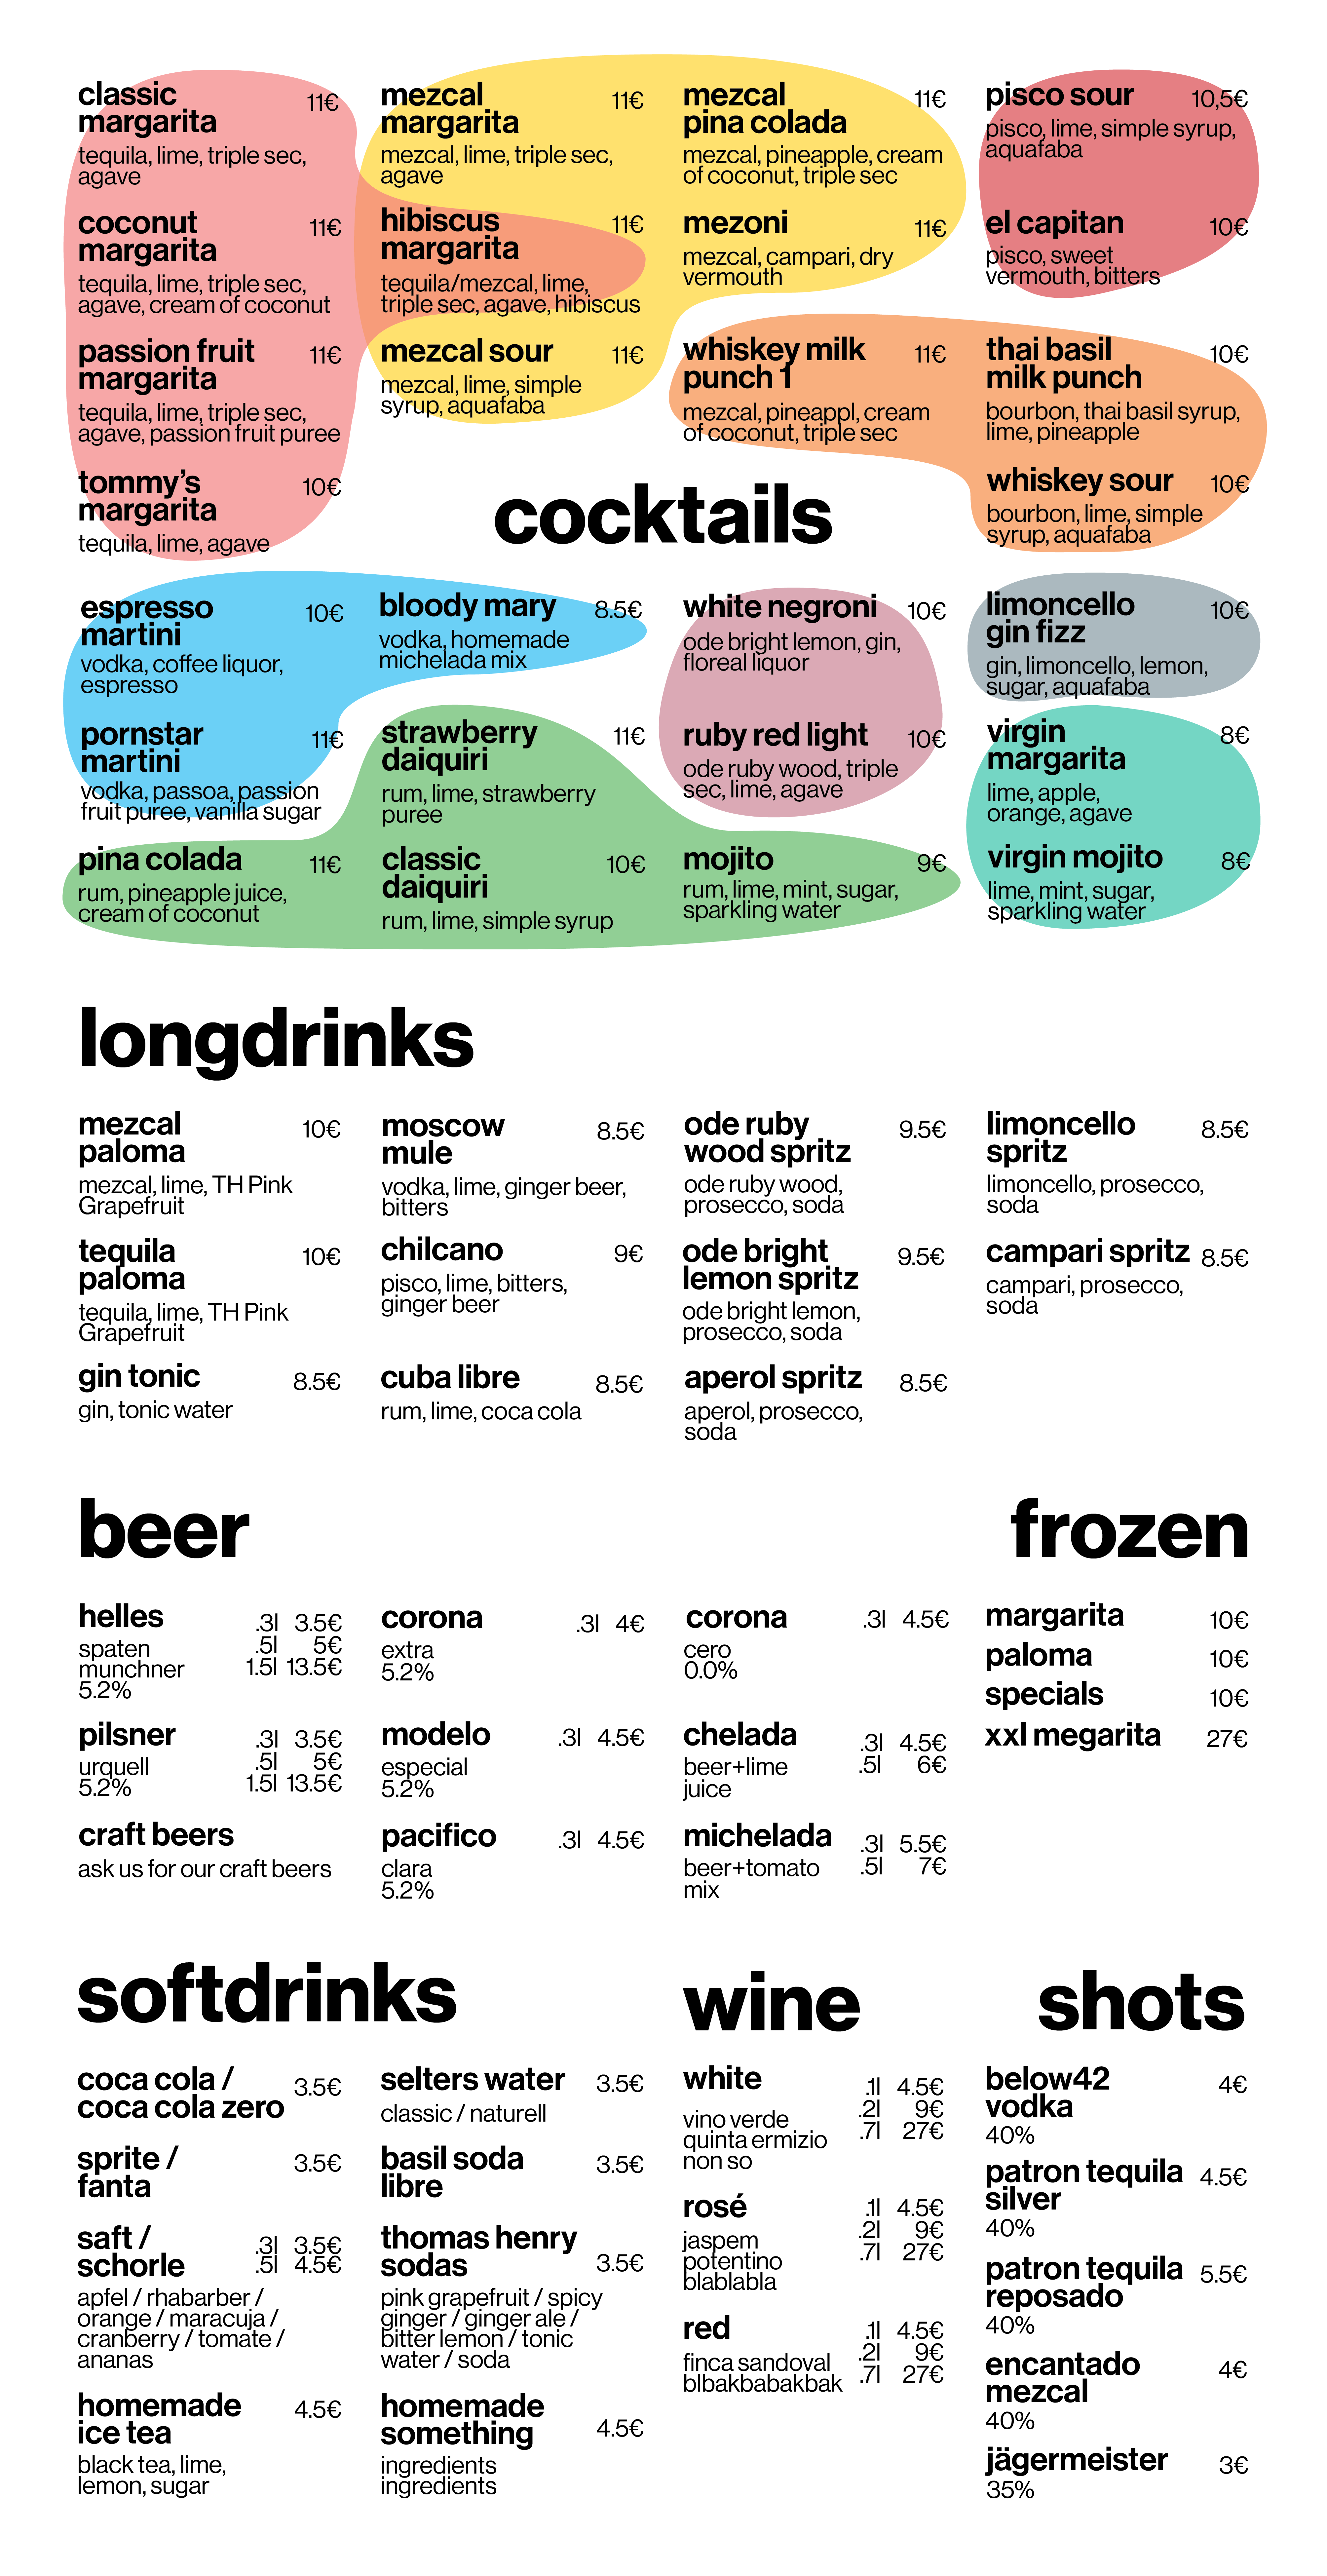 classic
margarita
11€
tequila, lime, triple sec,
agave
mezcal
margarita
11€
mezcal, lime, triple sec,
agave
mezcal
pina colada
11€
mezcal, pineapple, cream
of coconut, triple sec
pisco sour
10,5€
pisco, lime, simple syrup,
aquafaba
coconut
margarita
11€
tequila, lime, triple sec,
agave, cream of coconut
hibiscus
margarita
11€
tequila/mezcal, lime,
triple sec, agave, hibiscus
mezoni
11€
mezcal, campari, dry
vermouth
el capitan
10€
pisco, sweet
vermouth, bitters
passion fruit
margarita
11€
tequila, lime, triple sec,
agave, passion fruit puree
mezcal sour
11€
mezcal, lime, simple
syrup, aquafaba
whiskey milk
punch 1
11€
mezcal, pineappl, cream
of coconut, triple sec
thai basil
milk punch
10€
bourbon, thai basil syrup,
lime, pineapple
tommy's
margarita
10€
tequila, lime, agave
whiskey sour
10€
bourbon, lime, simple
syrup, aquafaba
cocktails
espresso
martini
10€
vodka, coffee liquor,
espresso
bloody mary
8.5€
vodka, homemade
michelada mix
white negroni
10€
ode bright lemon, gin,
floreal liquor
limoncello
gin fizz
10€
gin, limoncello, lemon,
sugar, aquafaba
pornstar
martini
11€
vodka, passoa, passion
fruit puree, vanilla sugar
strawberry
daiquiri
11€
rum, lime, strawberry
puree
ruby red light
10€
ode ruby wood, triple
sec, lime, agave
virgin
margarita
8€
lime, apple,
orange, agave
pina colada
11€
rum, pineapple juice,
cream of coconut
classic
daiquiri
10€
rum, lime, simple syrup
mojito
9€
rum, lime, mint, sugar,
sparkling water
virgin mojito
8€
lime, mint, sugar,
sparkling water
longdrinks
mezcal
paloma
10€
mezcal, lime, TH Pink
Grapefruit
moscow
mule
8.5€
vodka, lime, ginger beer,
bitters
ode ruby
wood spritz
9.5€
ode ruby wood,
prosecco, soda
limoncello
spritz
8.5€
limoncello, prosecco,
soda
tequila
paloma
10€
tequila, lime, TH Pink
Grapefruit
chilcano
9€
pisco, lime, bitters,
ginger beer
ode bright
lemon spritz
9.5€
ode bright lemon,
prosecco, soda
campari spritz 8.5€
campari, prosecco,
soda
gin tonic
8.5€
gin, tonic water
cuba libre
8.5€
rum, lime, coca cola
aperol spritz
8.5€
aperol, prosecco,
soda
beer
helles
.3l 3.5€
.5l 5€
1.5l 13.5€
spaten
munchner
5.2%
corona
.3l 4€
extra
5.2%
corona
.3l 4.5€
cero
0.0%
pilsner
.3l 3.5€
.5l 5€
1.5l 13.5€
urquell
5.2%
modelo
.3l 4.5€
especial
5.2%
chelada
.3l 4.5€
.5l 6€
beer+lime
juice
craft beers
ask us for our craft beers
pacifico
.3l 4.5€
clara
5.2%
michelada
.3l 5.5€
.5l 7€
beer+tomato
mix
frozen
margarita 10€
paloma 10€
specials 10€
xxl megarita 27€
softdrinks
coca cola /
coca cola zero
3.5€
selters water
3.5€
classic / naturell
sprite /
fanta
3.5€
basil soda
libre
3.5€
saft /
schorle
.3l 3.5€
.5l 4.5€
apfel / rhabarber /
orange / maracuja /
cranberry / tomate /
ananas
thomas henry
sodas
3.5€
pink grapefruit / spicy
ginger / ginger ale /
bitter lemon / tonic
water / soda
homemade
ice tea
4.5€
black tea, lime,
lemon, sugar
homemade
something
4.5€
ingredients
ingredients
wine
white
.1l 4.5€
.2l 9€
.7l 27€
vino verde
quinta ermizio
non so
rosé
.1l 4.5€
.2l 9€
.7l 27€
jaspem
potentino
blablabla
red
.1l 4.5€
.2l 9€
.7l 27€
finca sandoval
blbakbabakbak
shots
below42
vodka
4€
40%
patron tequila
silver
4.5€
40%
patron tequila
reposado
5.5€
40%
encantado
mezcal
4€
40%
jägermeister
3€
35%